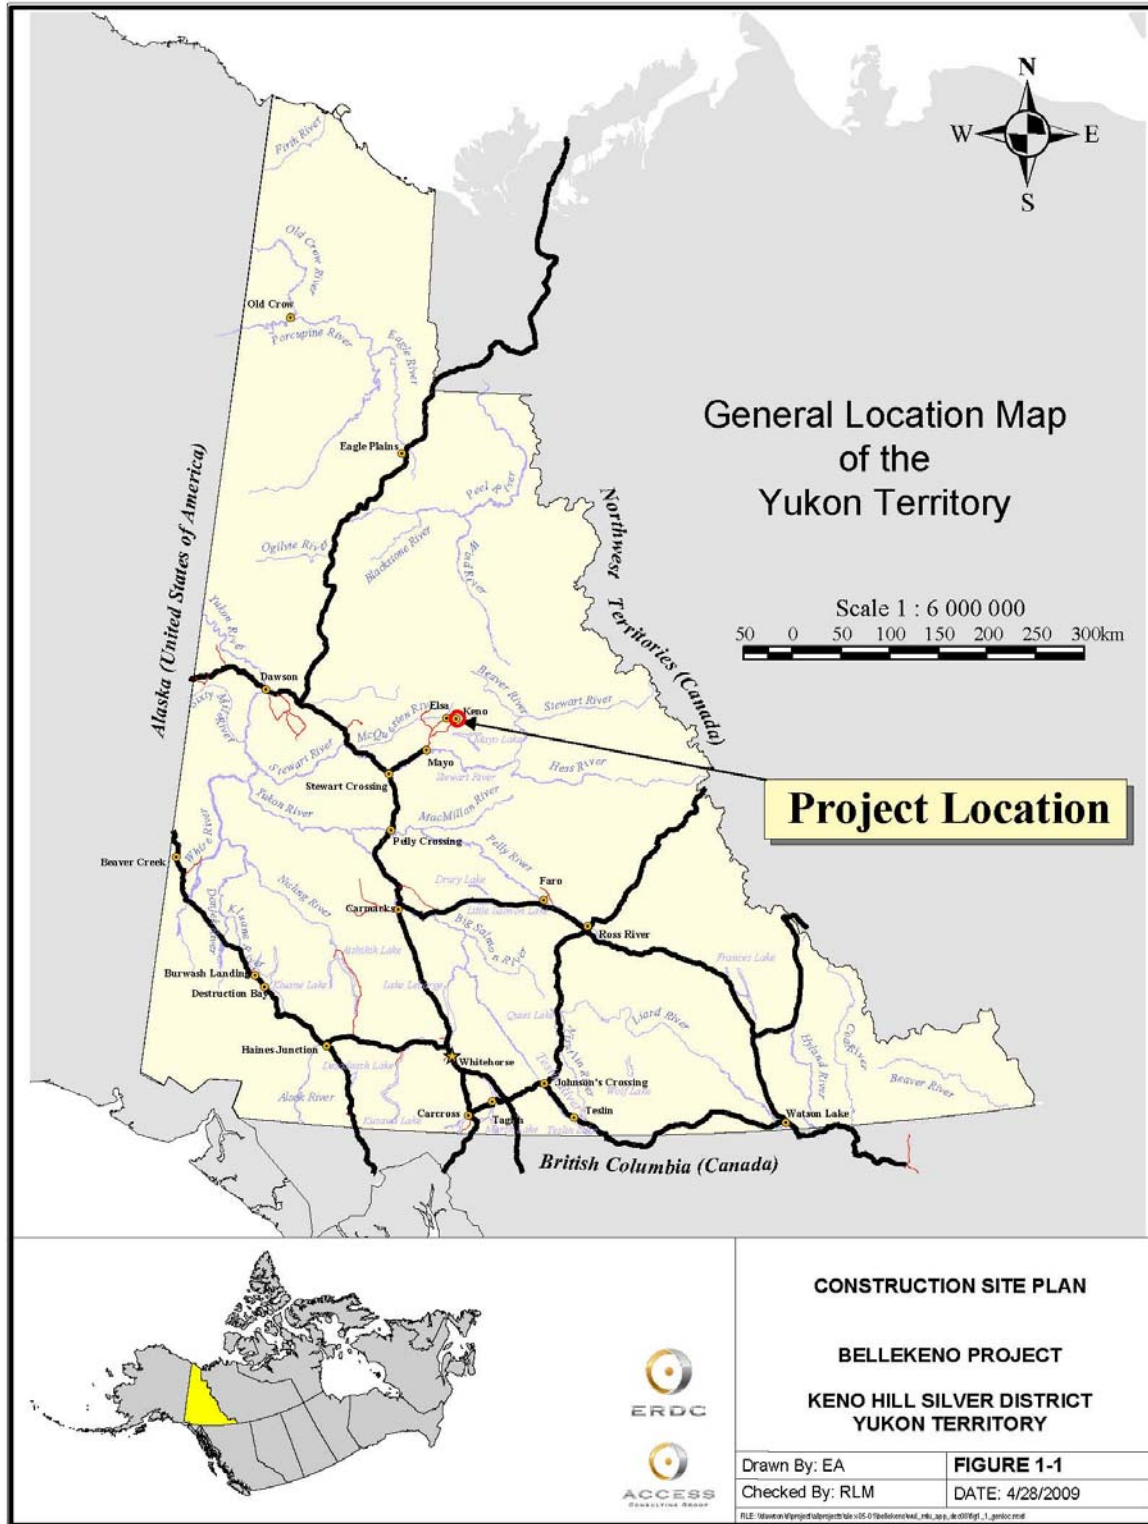 N
W E
S
General Location Map
of the
Yukon Territory
Scale 1 : 6 000 000
50 0 50 100 150 200 250 300km
Firth River
Old Crow River
Old Crow
Porcupine River
Eagle River
Eagle Plains
Peel River
Ogilvie River
Blackstone River
Wind River
Northwest Territories (Canada)
Alaska (United States of America)
Yukon River
Dawson
Sixty
Elsa
Keno
Beaver River
Stewart River
McQuesten River
Mayo Lake
Mayo
Stewart River
Stewart River
Hess River
Stewart Crossing
Project Location
Yukon River
MacMillan River
White River
Pelly Crossing
Beaver Creek
Pelly River
Drury Lake
Faro
Nisling River
Carmacks
Little Salmon Lake
Big Salmon River
Ross River
Donjek River
Aishihik Lake
Frances Lake
Burwash Landing
Kluane Lake
Destruction Bay
Lake Leberge
Quiet Lake
Liard River
Haines Junction
Whitehorse
Hyland River
Beaver River
Alsek River
Johnson's Crossing
Wolf Lake
Carcross
Tagish
Teslin
Watson Lake
Kusawa Lake
British Columbia (Canada)
CONSTRUCTION SITE PLAN
BELLEKENO PROJECT
KENO HILL SILVER DISTRICT
YUKON TERRITORY
ERDC
ACCESS
CONSULTING GROUP
Drawn By: EA
FIGURE 1-1
Checked By: RLM
DATE: 4/28/2009